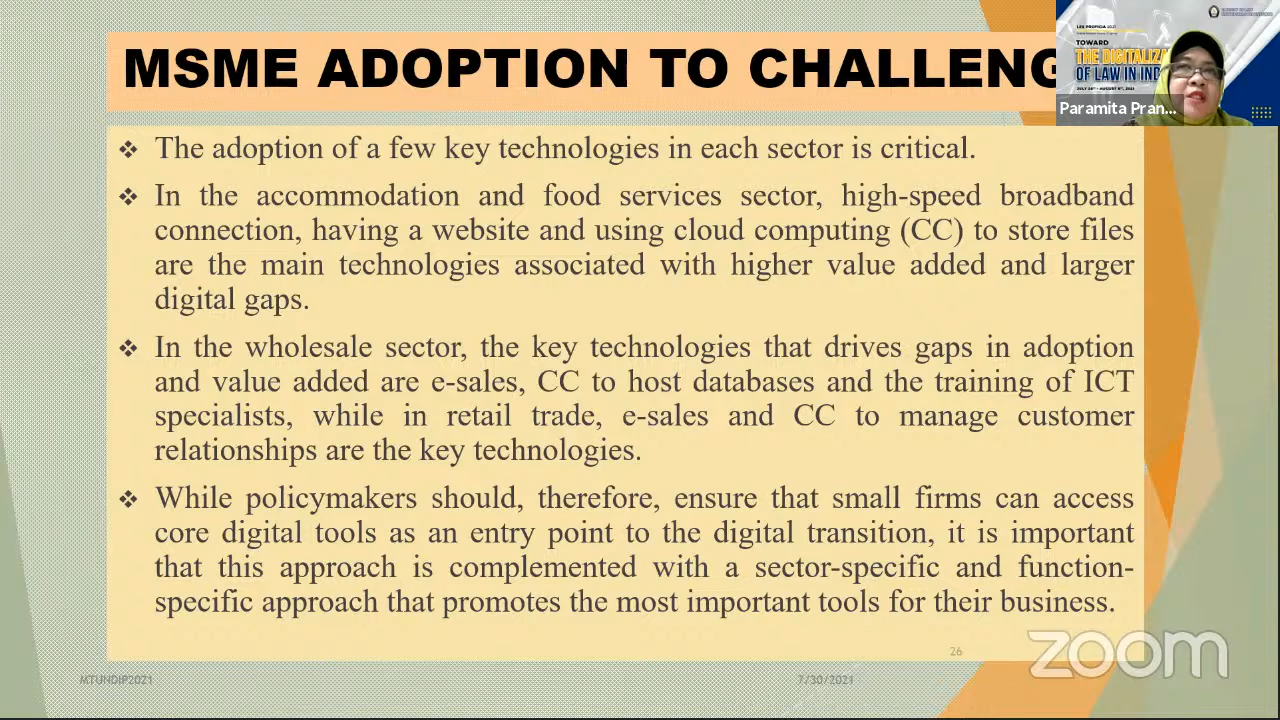 MSME ADOPTION TO CHALLENG
The adoption of a few key technologies in each sector is critical.
In the accommodation and food services sector, high-speed broadband
connection, having a website and using cloud computing (CC) to store files
are the main technologies associated with higher value added and larger
digital gaps.
In the wholesale sector, the key technologies that drives gaps in adoption
and value added are e-sales, CC to host databases and the training of ICT
specialists, while in retail trade, e-sales and CC to manage customer
relationships are the key technologies.
While policymakers should, therefore, ensure that small firms can access
core digital tools as an entry point to the digital transition, it is important
that this approach is complemented with a sector-specific and function-
specific approach that promotes the most important tools for their business.
26
MTUNDIP2021
7/30/2021
zoom
LEX PROFICIA 2021
TOWARD
THE DIGITALIZA
OF LAW IN IND
Paramita Pran...